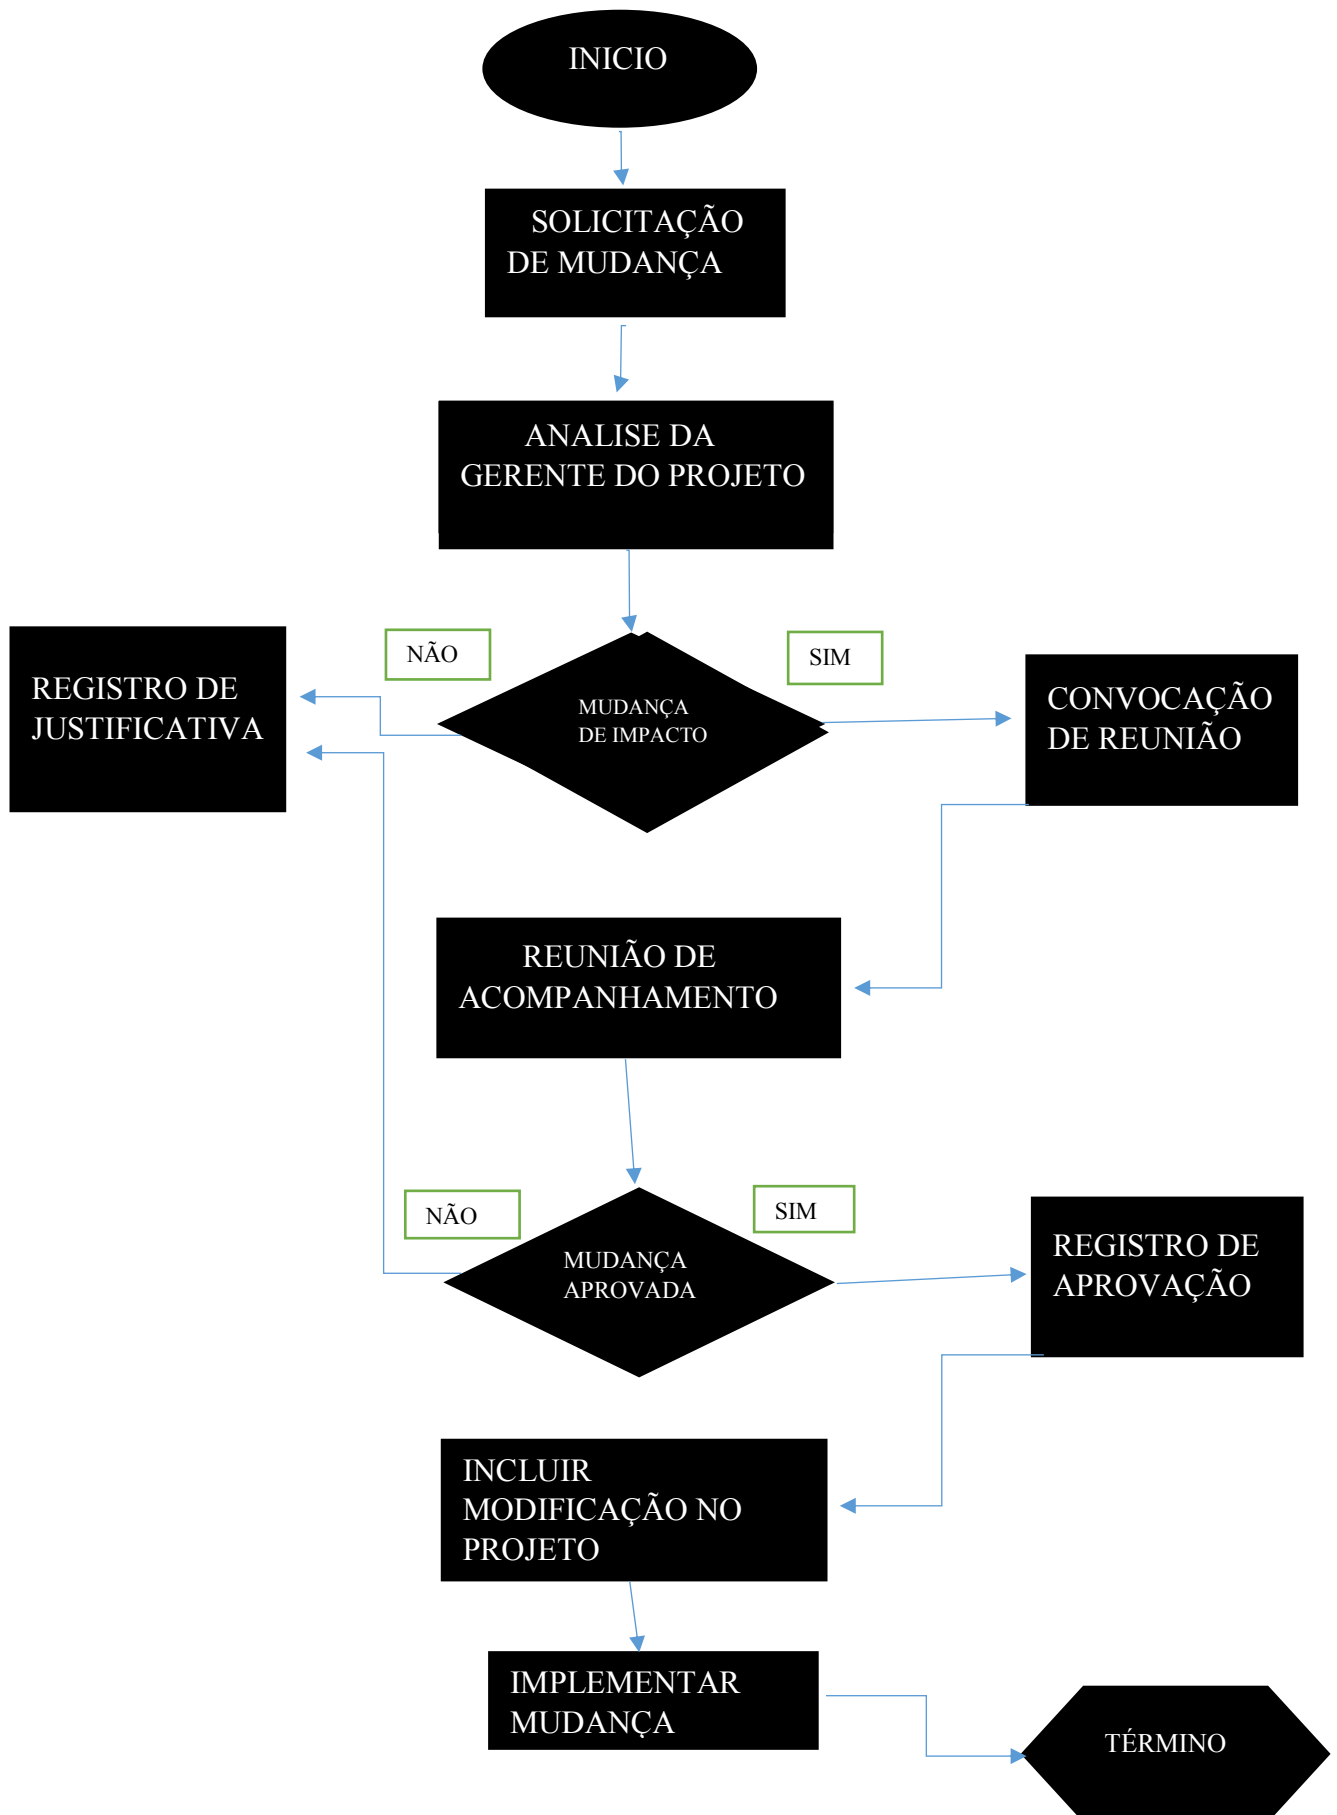 INICIO
SOLICITAÇÃO
DE MUDANÇA
ANALISE DA
GERENTE DO PROJETO
NÃO
SIM
REGISTRO DE
JUSTIFICATIVA
MUDANÇA
DE IMPACTO
CONVOCAÇÃO
DE REUNIÃO
REUNIÃO DE
ACOMPANHAMENTO
NÃO
SIM
MUDANÇA
APROVADA
REGISTRO DE
APROVAÇÃO
INCLUIR
MODIFICAÇÃO NO
PROJETO
IMPLEMENTAR
MUDANÇA
TÉRMINO